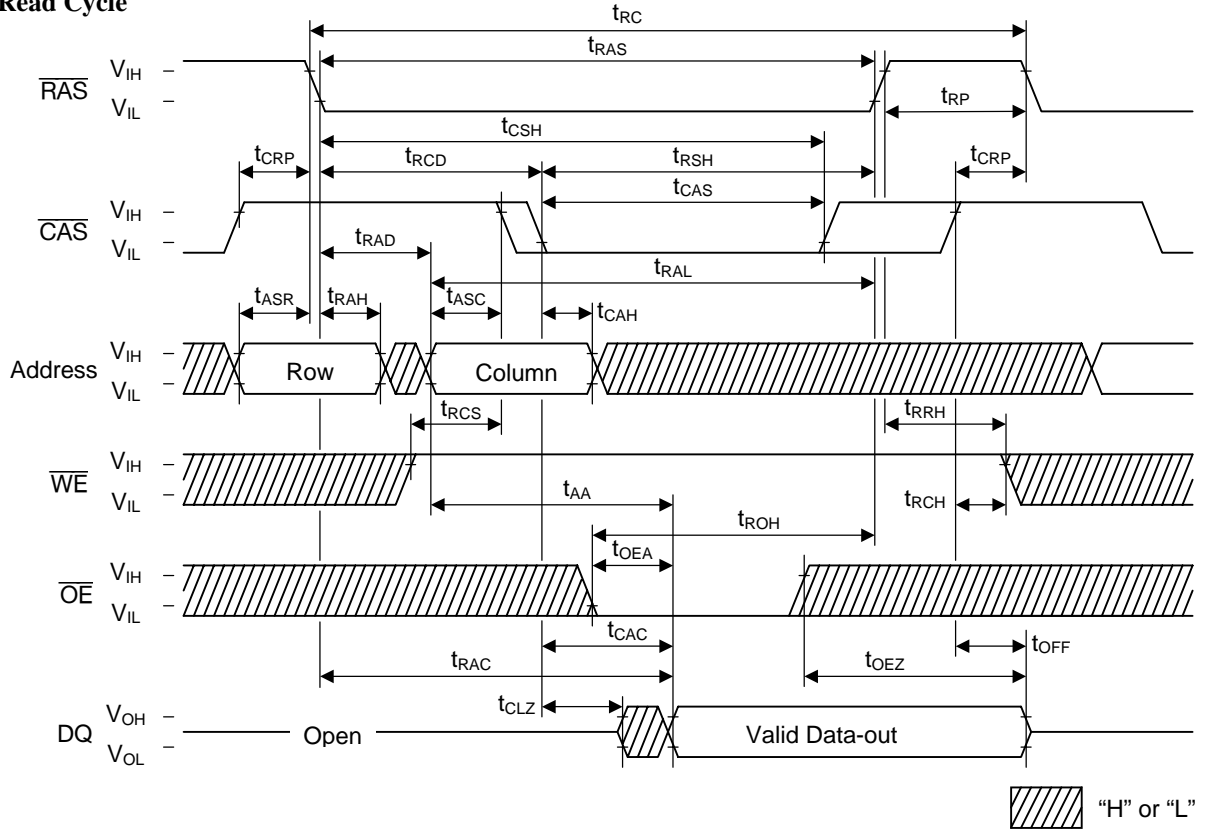 Read Cycle
tRC
tRAS
RAS
VIH
VIL
tRP
tCSH
tCRP
tRCD
tRSH
tCRP
tCAS
CAS
VIH
VIL
tRAD
tRAL
tASR
tRAH
tASC
tCAH
Address
VIH
VIL
Row
Column
tRCS
tRRH
WE
VIH
VIL
tAA
tRCH
tROH
tOEA
OE
VIH
VIL
tCAC
tOFF
tRAC
tOEZ
tCLZ
DQ
VOH
VOL
Open
Valid Data-out
“H” or “L”